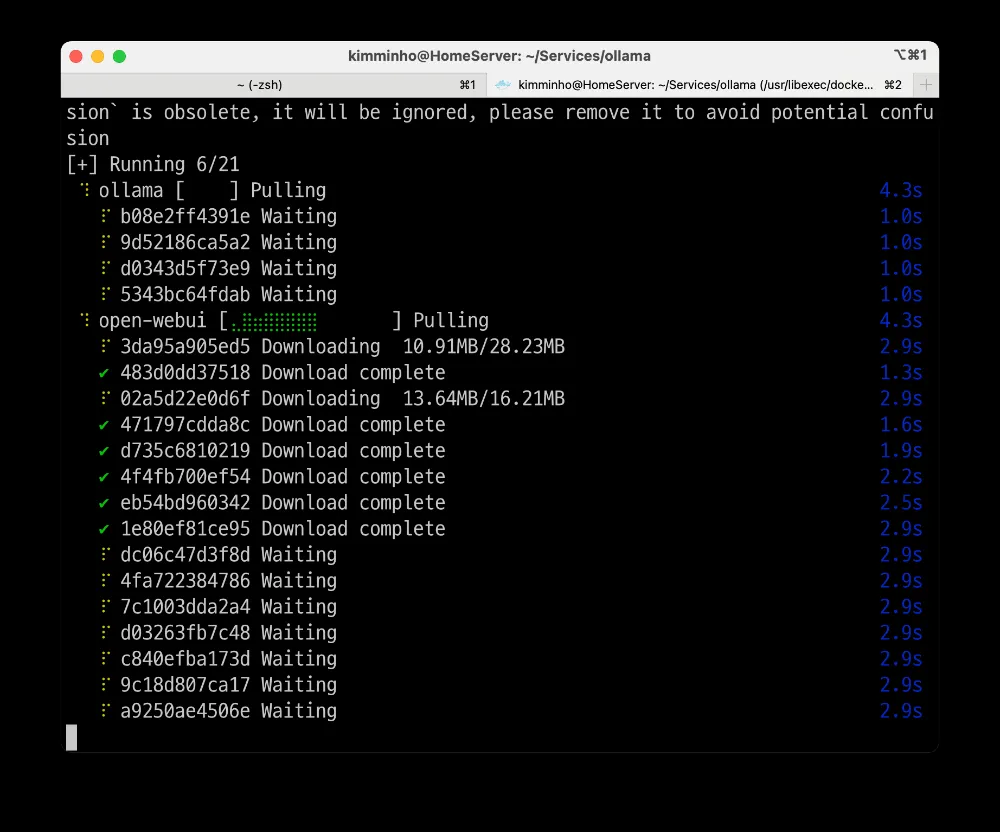 kimminho@HomeServer: ~/Services/ollama
⌥⌘1
~ (-zsh) ⌘1
kimminho@HomeServer: ~/Services/ollama (/usr/libexec/docke... ⌘2
sion` is obsolete, it will be ignored, please remove it to avoid potential confu
sion
[+] Running 6/21
ollama [    ] Pulling 4.3s
b08e2ff4391e Waiting 1.0s
9d52186ca5a2 Waiting 1.0s
d0343d5f73e9 Waiting 1.0s
5343bc64fdab Waiting 1.0s
open-webui [⣀⣿⣶⣿⣿⣿⣿⣿       ] Pulling 4.3s
3da95a905ed5 Downloading  10.91MB/28.23MB 2.9s
✔ 483d0dd37518 Download complete 1.3s
02a5d22e0d6f Downloading  13.64MB/16.21MB 2.9s
✔ 471797cdda8c Download complete 1.6s
✔ d735c6810219 Download complete 1.9s
✔ 4f4fb700ef54 Download complete 2.2s
✔ eb54bd960342 Download complete 2.5s
✔ 1e80ef81ce95 Download complete 2.9s
dc06c47d3f8d Waiting 2.9s
4fa722384786 Waiting 2.9s
7c1003dda2a4 Waiting 2.9s
d03263fb7c48 Waiting 2.9s
c840efba173d Waiting 2.9s
9c18d807ca17 Waiting 2.9s
a9250ae4506e Waiting 2.9s